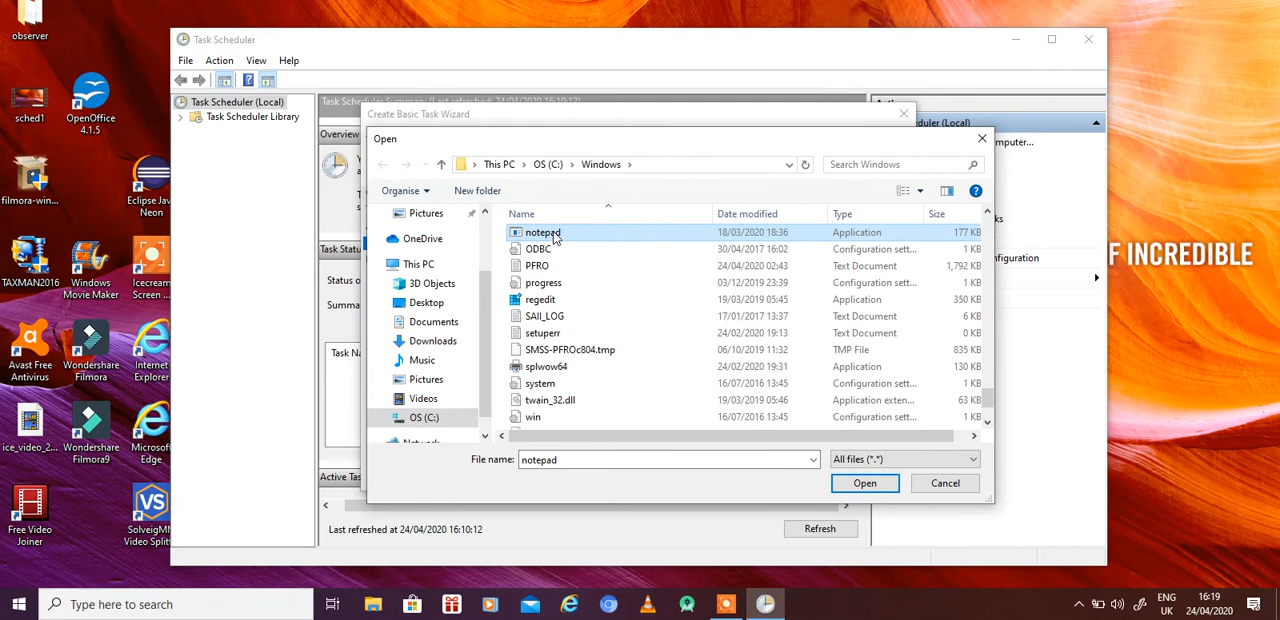 observer
sched1
OpenOffice
4.1.5
filmora-win...
Eclipse Jav
Neon
TAXMAN2016
Windows
Movie Maker
Icecream
Screen ...
Avast Free
Antivirus
Wondershare
Filmora
Internet
Explorer
ice_video_2...
Wondershare
Filmora9
Microsof
Edge
Free Video
Joiner
SolveigMM
Video Splitt
F INCREDIBLE
Task Scheduler
File Action View Help
Task Scheduler (Local)
Task Scheduler Library
Task Scheduler Summary (Last refreshed: 24/04/2020 16:10:12)
Overview
Task Statu
Status o
Summa
Task Na
Active Ta
Last refreshed at 24/04/2020 16:10:12
Refresh
eduler (Local)
mputer...
ks
nfiguration
Create Basic Task Wizard
Open
This PC > OS (C:) > Windows >
Search Windows
Organise New folder
Pictures
OneDrive
This PC
3D Objects
Desktop
Documents
Downloads
Music
Pictures
Videos
OS (C:)
Network
Name Date modified Type Size
notepad 18/03/2020 18:36 Application 177 KB
ODBC 30/04/2017 16:02 Configuration sett... 1 KB
PFRO 24/04/2020 02:43 Text Document 1,792 KB
progress 03/12/2019 23:39 Configuration sett... 1 KB
regedit 19/03/2019 05:45 Application 350 KB
SAII_LOG 17/01/2017 13:37 Text Document 6 KB
setuperr 24/02/2020 19:13 Text Document 0 KB
SMSS-PFROc804.tmp 06/10/2019 11:32 TMP File 835 KB
splwow64 24/02/2020 19:31 Application 130 KB
system 16/07/2016 13:45 Configuration sett... 1 KB
twain_32.dll 19/03/2019 05:46 Application exten... 63 KB
win 16/07/2016 13:45 Configuration sett... 1 KB
File name: notepad All files (*.*)
Open Cancel
Type here to search
ENG
UK
16:19
24/04/2020